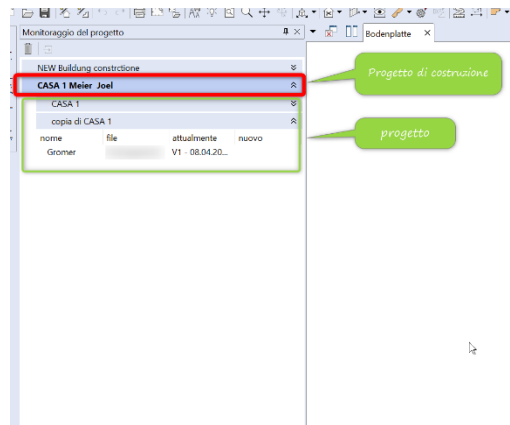 Monitoraggio del progetto
Bodenplatte
NEW Buildung constrctione
CASA 1 Meier Joel
Progetto di costruzione
CASA 1
copia di CASA 1
progetto
nome file attualmente nuovo
Gromer V1 - 08.04.20...